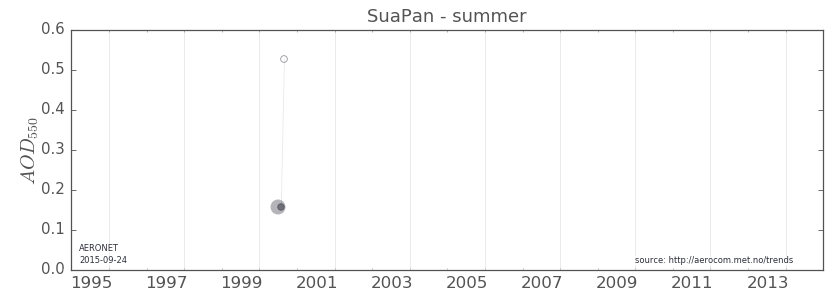 SuaPan - summer
0.6
0.5
0.4
0.3
0.2
0.1
0.0
AOD550
AERONET
2015-09-24
source: http://aerocom.met.no/trends
1995 1997 1999 2001 2003 2005 2007 2009 2011 2013